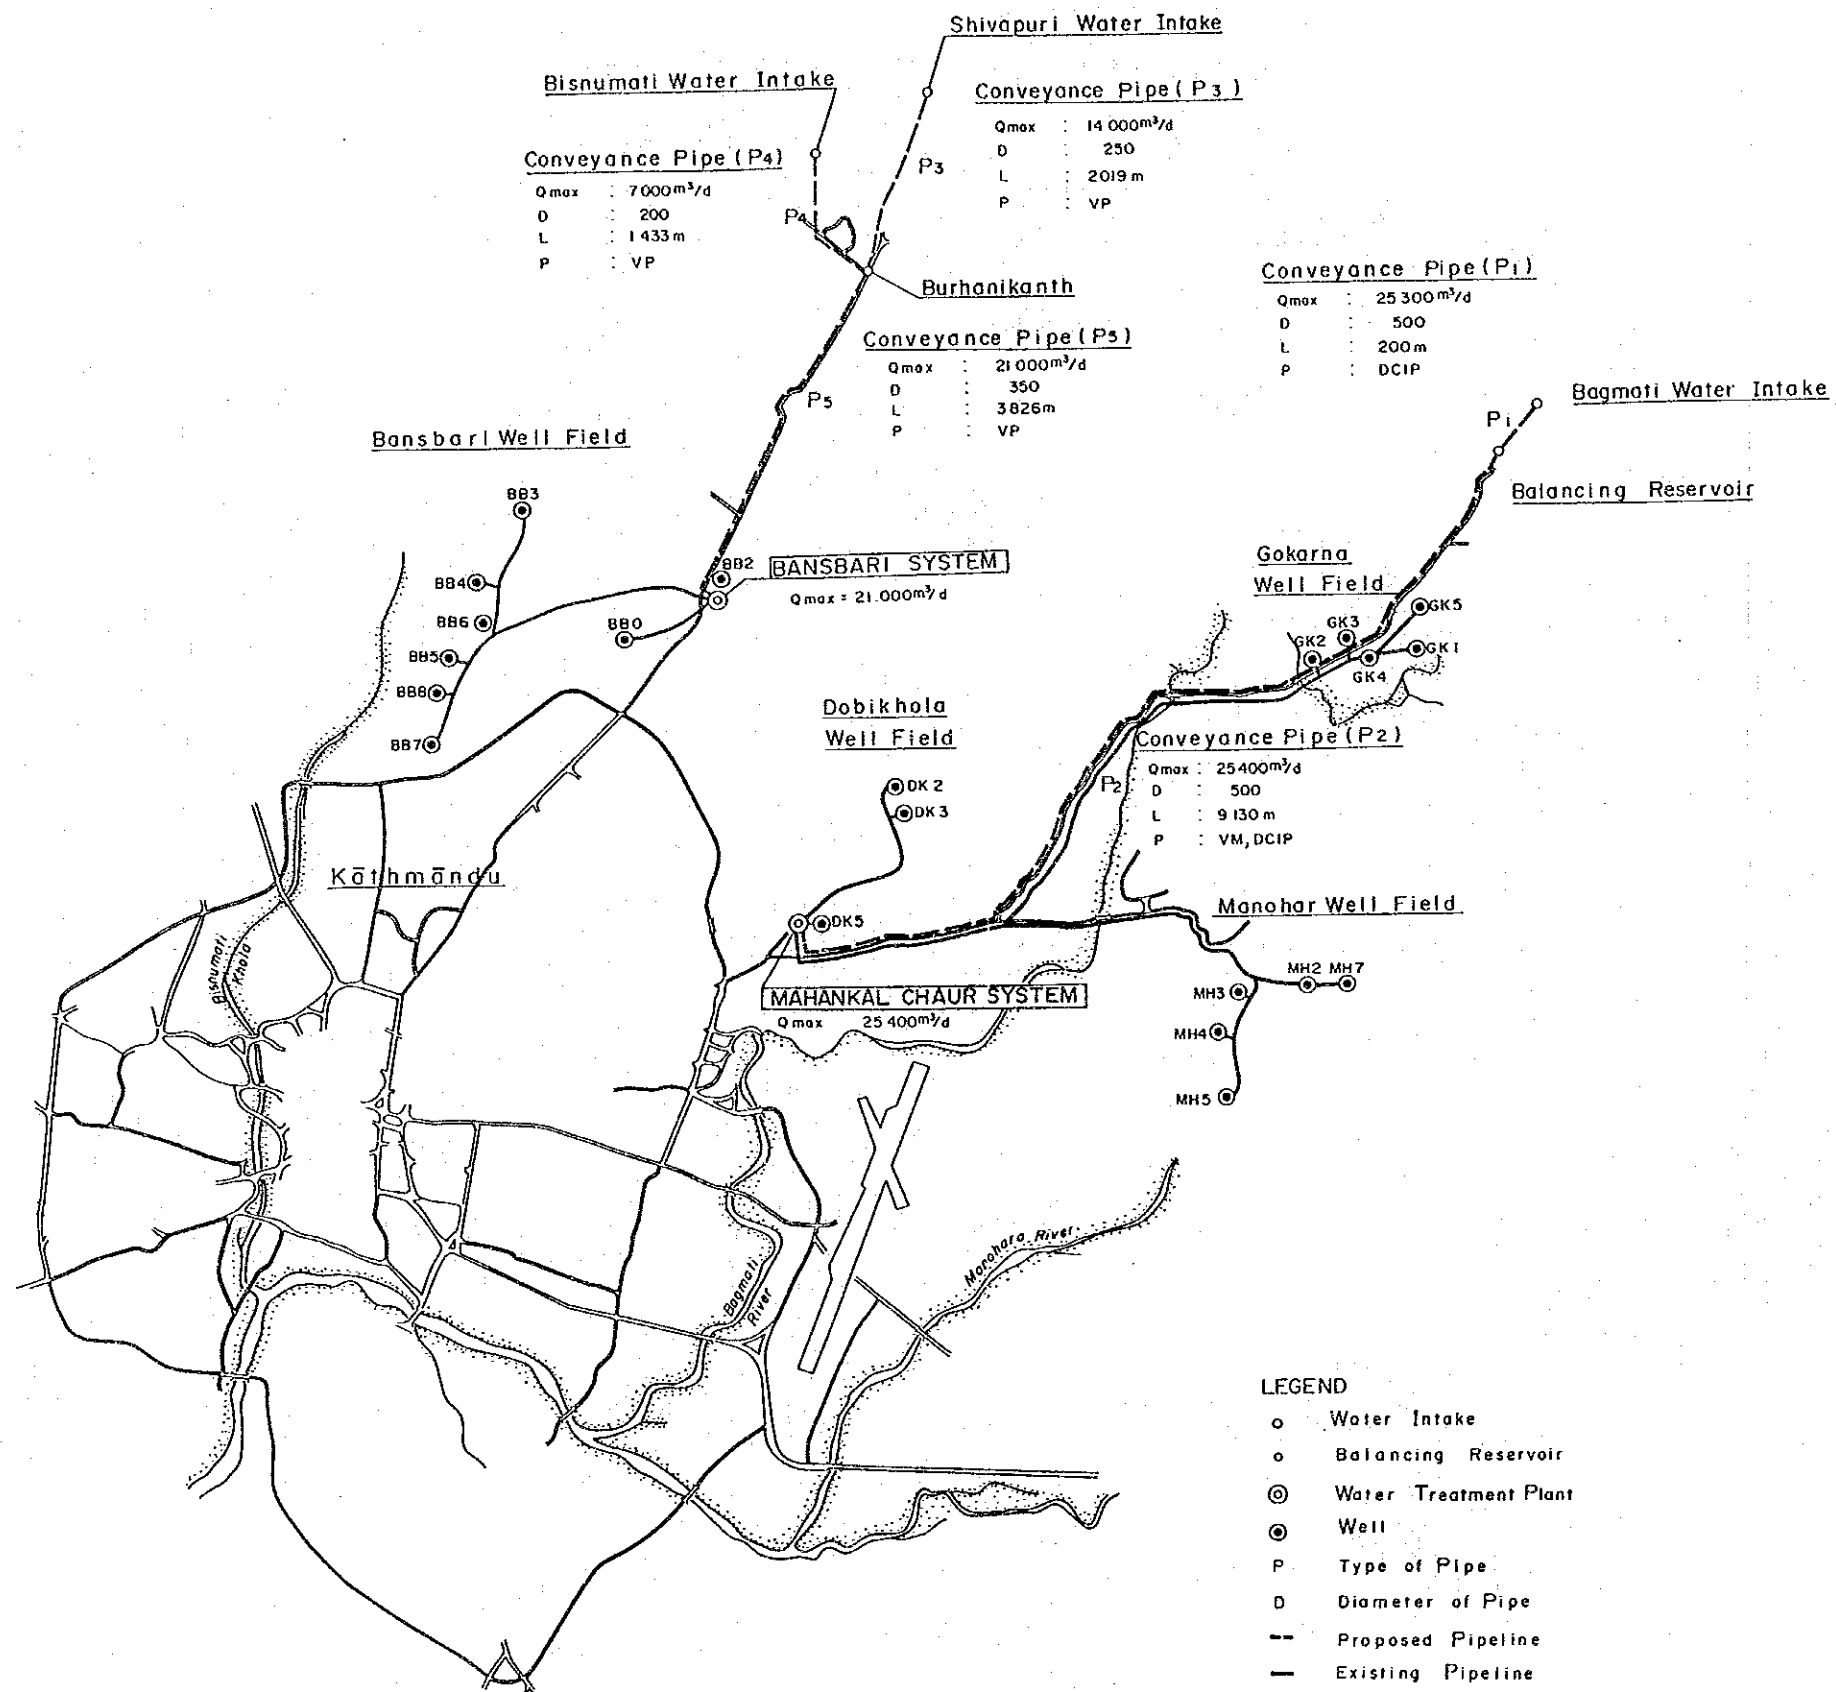 Shivapuri Water Intake
Bisnumati Water Intake
Conveyance Pipe (P3)
Qmax : 14 000m³/d
D : 250
L : 2019 m
P : VP
P3
Conveyance Pipe (P4)
Qmax : 7000m³/d
D : 200
L : 1433m
P : VP
P4
Burhanikanth
Conveyance Pipe (P1)
Qmax : 25 300m³/d
D : 500
L : 200m
P : DCIP
Conveyance Pipe (P5)
Qmax : 21 000m³/d
D : 350
L : 3826m
P : VP
P5
P1
Bagmati Water Intake
Balancing Reservoir
Bansbari Well Field
BB3
BB4
BB6
BB5
BB8
BB7
BB0
BB2
BANSBARI SYSTEM
Qmax = 21.000m³/d
Gokarna
Well Field
GK5
GK3
GK2
GK1
GK4
Dobikhola
Well Field
DK 2
DK3
DK5
Conveyance Pipe (P2)
Qmax : 25400m³/d
D : 500
L : 9 130 m
P : VM, DCIP
P2
Kāthmāndu
Manohar Well Field
MH2 MH7
MH3
MH4
MH5
MAHANKAL CHAUR SYSTEM
Qmax 25 400m³/d
Bisnumati
Khola
Bagmati
River
Manohara River
LEGEND
Water Intake
Balancing Reservoir
Water Treatment Plant
Well
P Type of Pipe
D Diameter of Pipe
Proposed Pipeline
Existing Pipeline